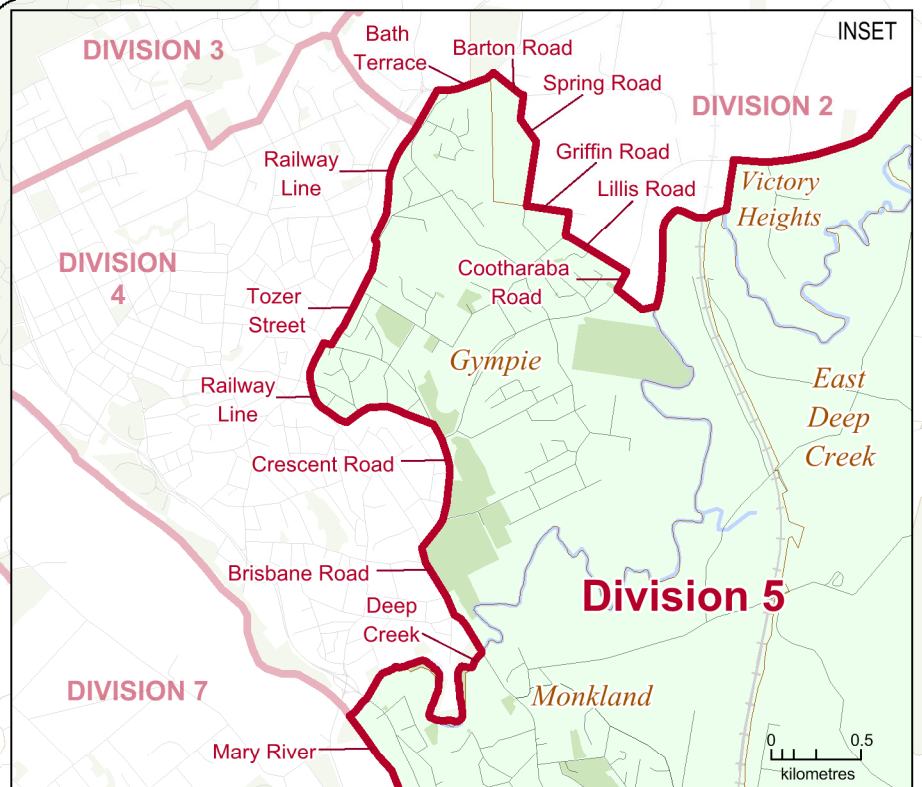 INSET
DIVISION 3
Bath
Terrace
Barton Road
Spring Road
DIVISION 2
Railway
Line
Griffin Road
Lillis Road
Victory
Heights
DIVISION
4
Cootharaba
Road
Tozer
Street
Gympie
Railway
Line
East
Deep
Creek
Crescent Road
Brisbane Road
Division 5
Deep
Creek
DIVISION 7
Monkland
Mary River
0 0.5
kilometres